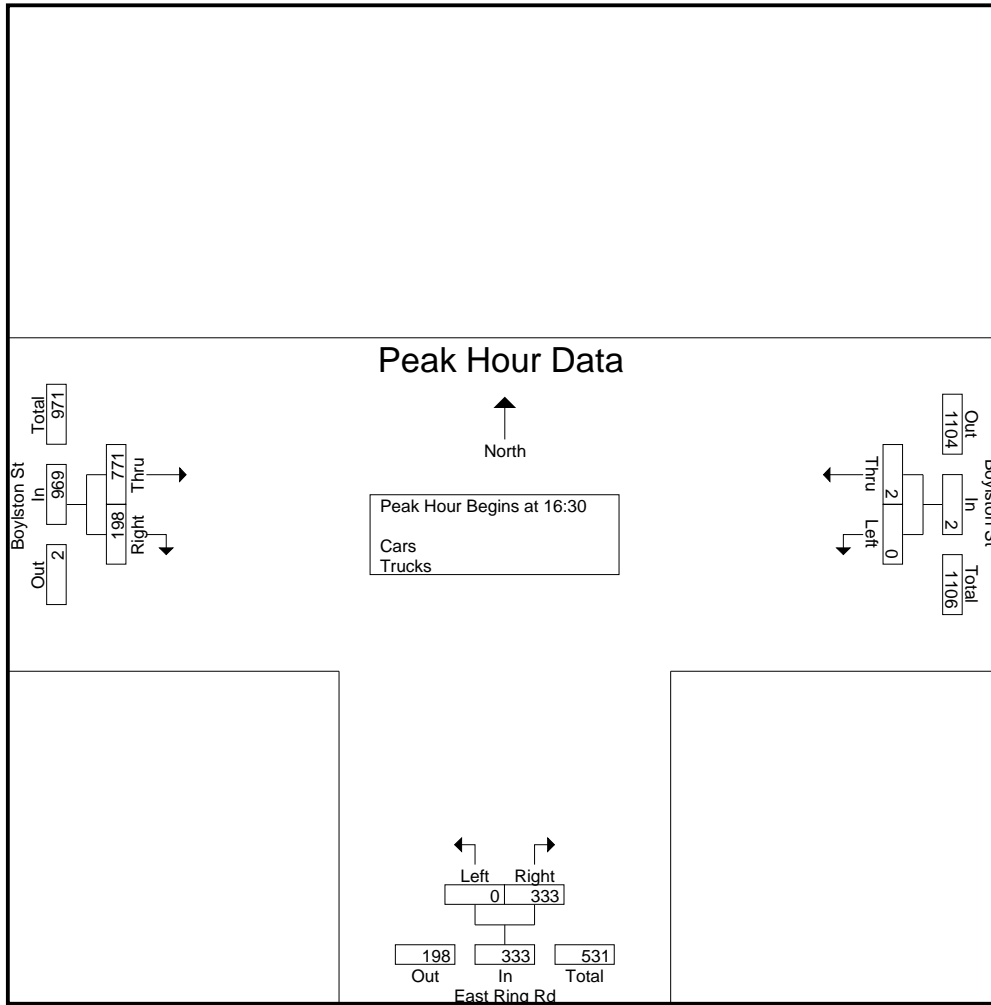 Peak Hour Data
North
Peak Hour Begins at 16:30
Cars
Trucks
Boylston St
Total
971
In
969
Out
2
Thru
771
Right
198
Boylston St
Out
1104
In
2
Total
1106
Thru
2
Left
0
Left
0
Right
333
198
333
531
Out
In
Total
East Ring Rd